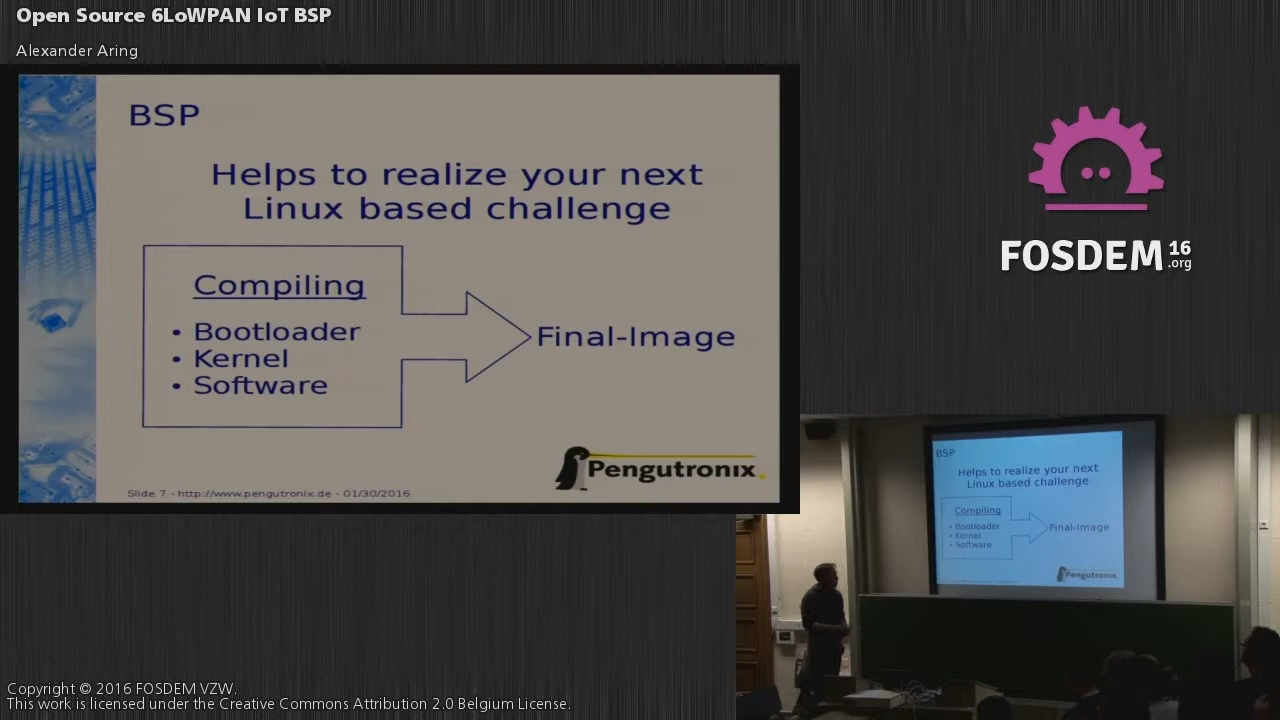 Open Source 6LoWPAN IoT BSP
Alexander Aring
BSP
Helps to realize your next
Linux based challenge
Compiling
• Bootloader
• Kernel
• Software
Final-Image
Pengutronix
Slide 7 - http://www.pengutronix.de - 01/30/2016
FOSDEM 16
.org
BSP
Helps to realize your next
Linux based challenge
Compiling
• Bootloader
• Kernel
• Software
Final-Image
Pengutronix
Copyright © 2016 FOSDEM VZW.
This work is licensed under the Creative Commons Attribution 2.0 Belgium License.